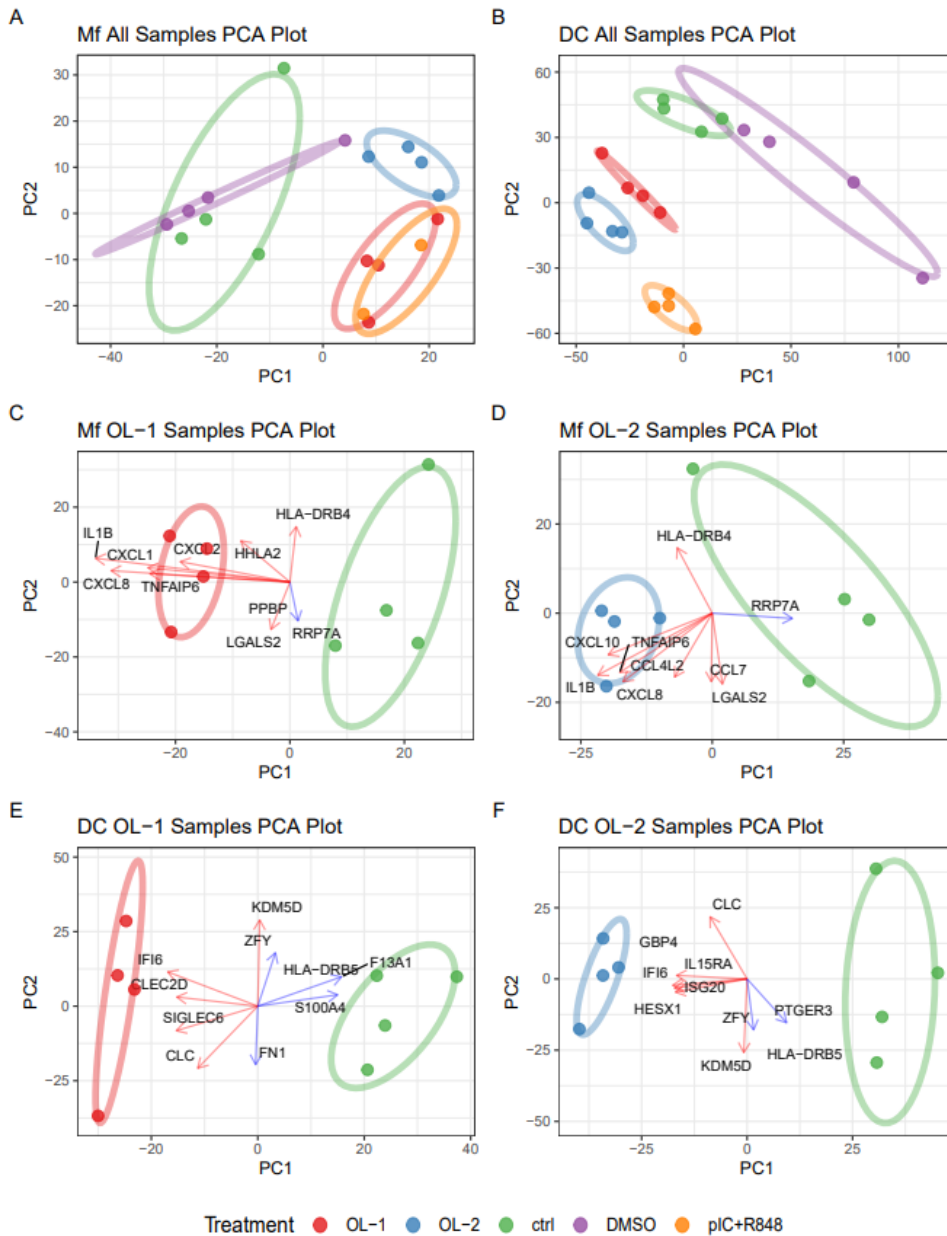 A
Mf All Samples PCA Plot
30
20
10
0
−10
−20
PC2
−40
−20
0
20
PC1
B
DC All Samples PCA Plot
60
30
0
−30
−60
PC2
−50
0
50
100
PC1
C
Mf OL−1 Samples PCA Plot
20
0
−20
−40
PC2
HLA−DRB4
IL1B
CXCL1
CXCL2
HHLA2
CXCL8
TNFAIP6
PPBP
RRP7A
LGALS2
−20
0
20
PC1
D
Mf OL−2 Samples PCA Plot
20
0
−20
PC2
HLA−DRB4
RRP7A
CXCL10
TNFAIP6
CCL4L2
CCL7
IL1B
CXCL8
LGALS2
−25
0
25
PC1
E
DC OL−1 Samples PCA Plot
50
25
0
−25
PC2
KDM5D
ZFY
IFI6
HLA−DRB5
F13A1
CLEC2D
S100A4
SIGLEC6
CLC
FN1
−20
0
20
40
PC1
F
DC OL−2 Samples PCA Plot
25
0
−25
−50
PC2
CLC
GBP4
IL15RA
IFI6
ISG20
HESX1
ZFY
PTGER3
KDM5D
HLA−DRB5
−25
0
25
PC1
Treatment OL−1 OL−2 ctrl DMSO pIC+R848